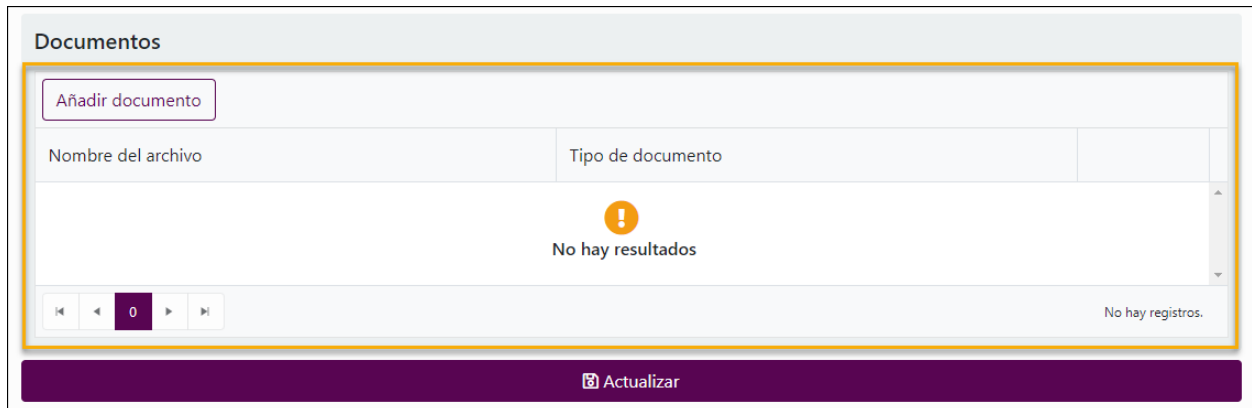 Documentos
Añadir documento
Nombre del archivo Tipo de documento
No hay resultados
0 No hay registros.
Actualizar